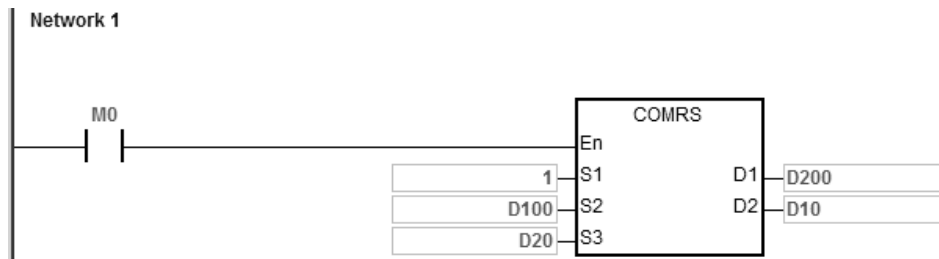 Network 1
M0
COMRS
En
1 S1 D1 D200
D100 S2 D2 D10
D20 S3